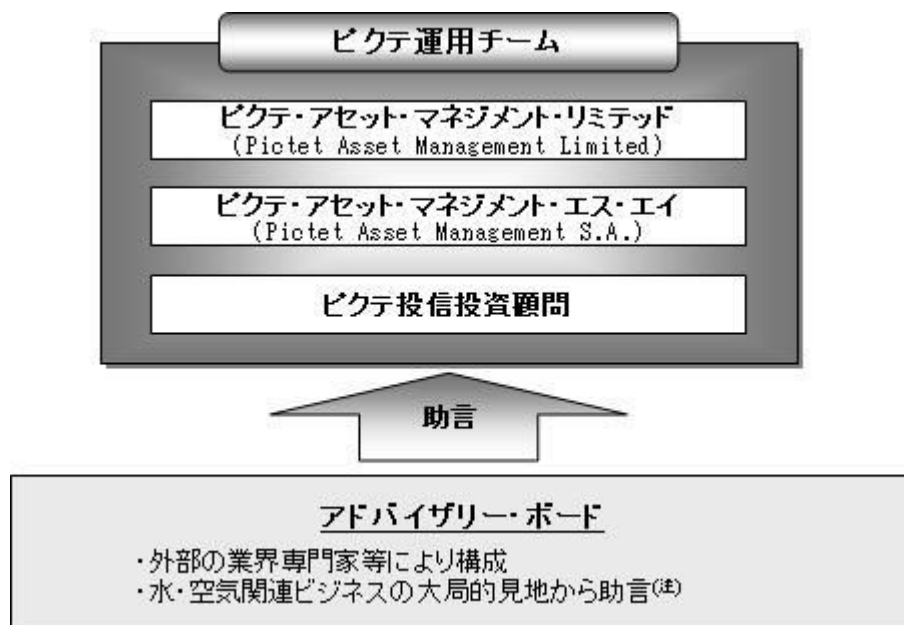 ピクテ運用チーム
ピクテ・アセット・マネジメント・リミテッド
(Pictet Asset Management Limited)
ピクテ・アセット・マネジメント・エス・エイ
(Pictet Asset Management S.A.)
ピクテ投信投資顧問
助言
アドバイザリー・ボード
・外部の業界専門家等により構成
・水・空気関連ビジネスの大局的見地から助言(注)